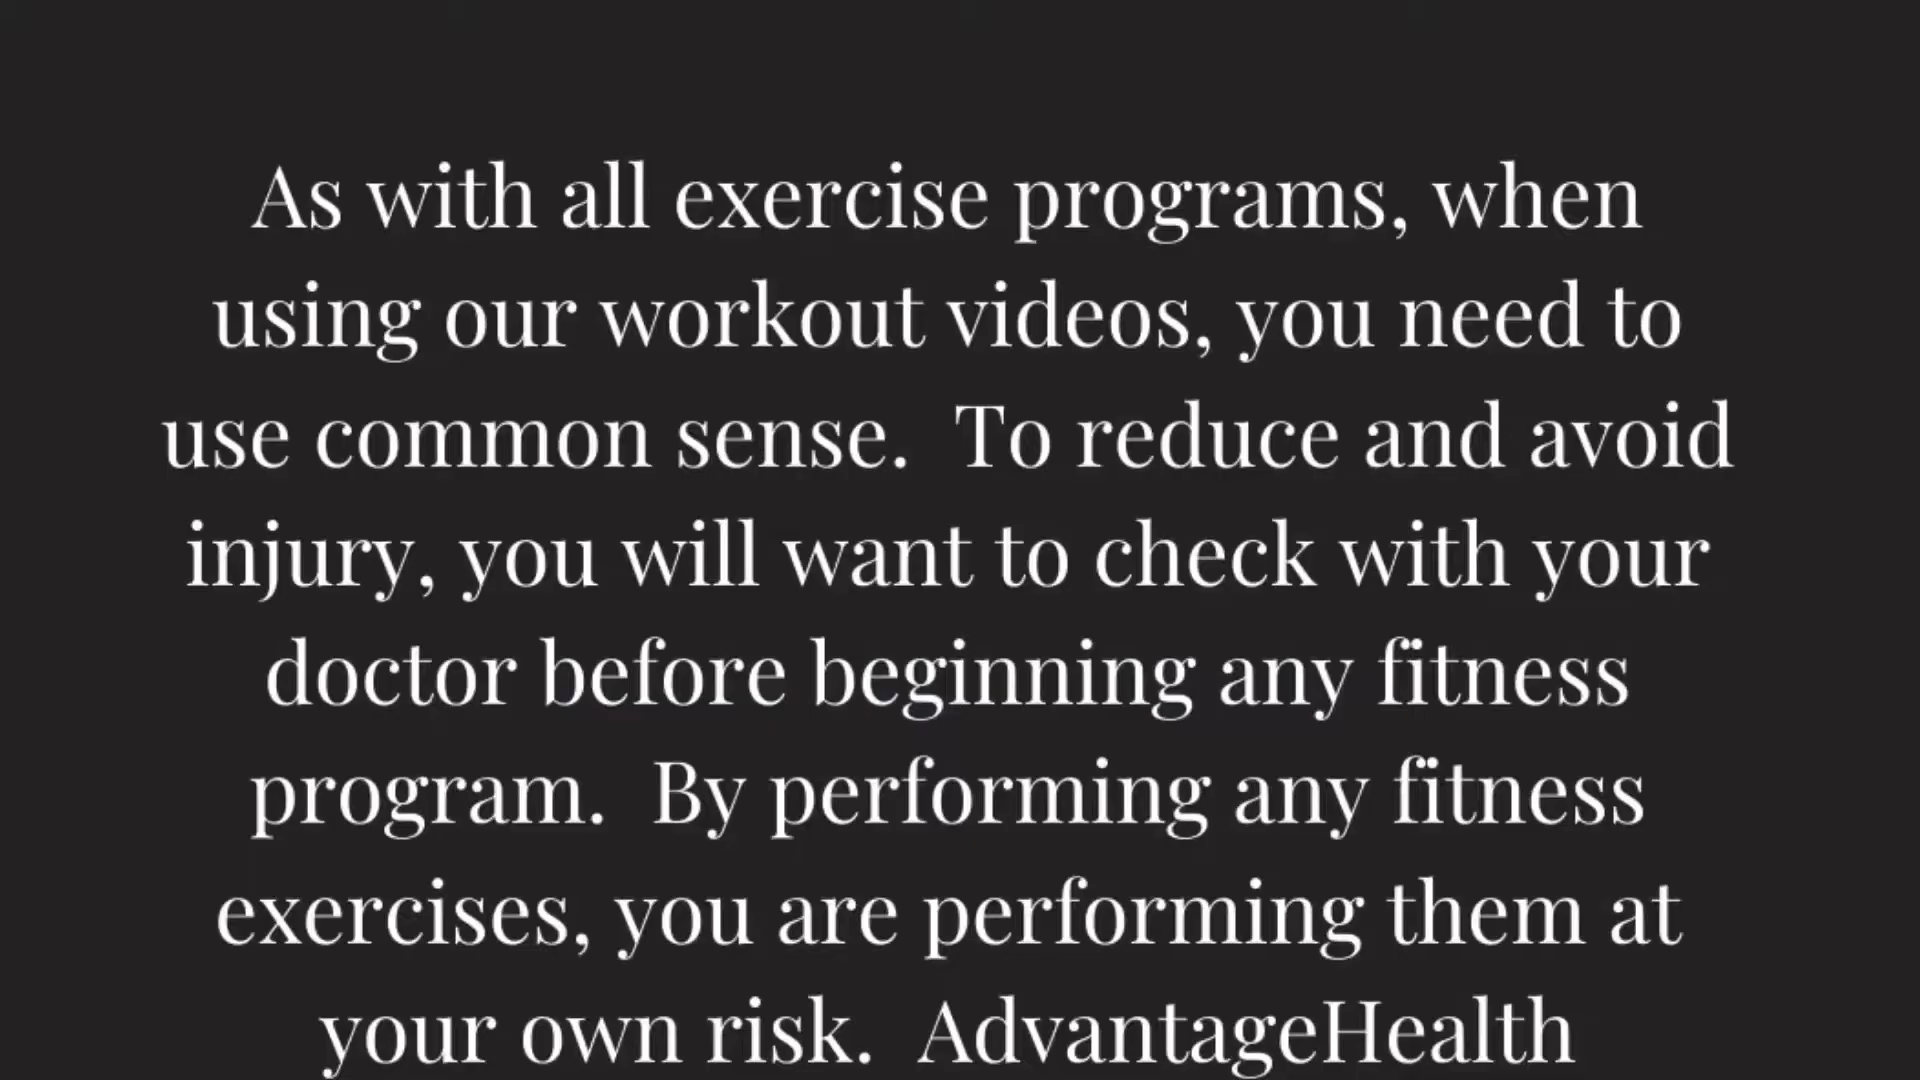 As with all exercise programs, when
using our workout videos, you need to
use common sense.  To reduce and avoid
injury, you will want to check with your
doctor before beginning any fitness
program.  By performing any fitness
exercises, you are performing them at
your own risk.  AdvantageHealth